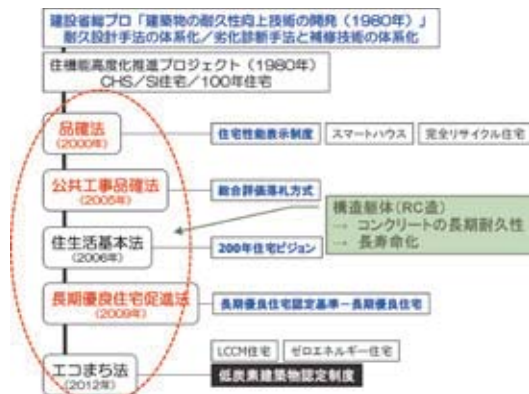 建設省総プロ「建築物の耐久性向上技術の開発(1980年)」
耐久設計手法の体系化/劣化診断手法と補修技術の体系化
住機能高度化推進プロジェクト(1980年)
CHS/SI住宅/100年住宅
品確法
(2000年)
住宅性能表示制度
スマートハウス
完全リサイクル住宅
公共工事品確法
(2005年)
総合評価落札方式
構造躯体(RC造)
→ コンクリートの長期耐久性
→ 長寿命化
住生活基本法
(2006年)
200年住宅ビジョン
長期優良住宅促進法
(2009年)
長期優良住宅認定基準-長期優良住宅
LCCM住宅
ゼロエネルギー住宅
エコまち法
(2012年)
低炭素建築物認定制度